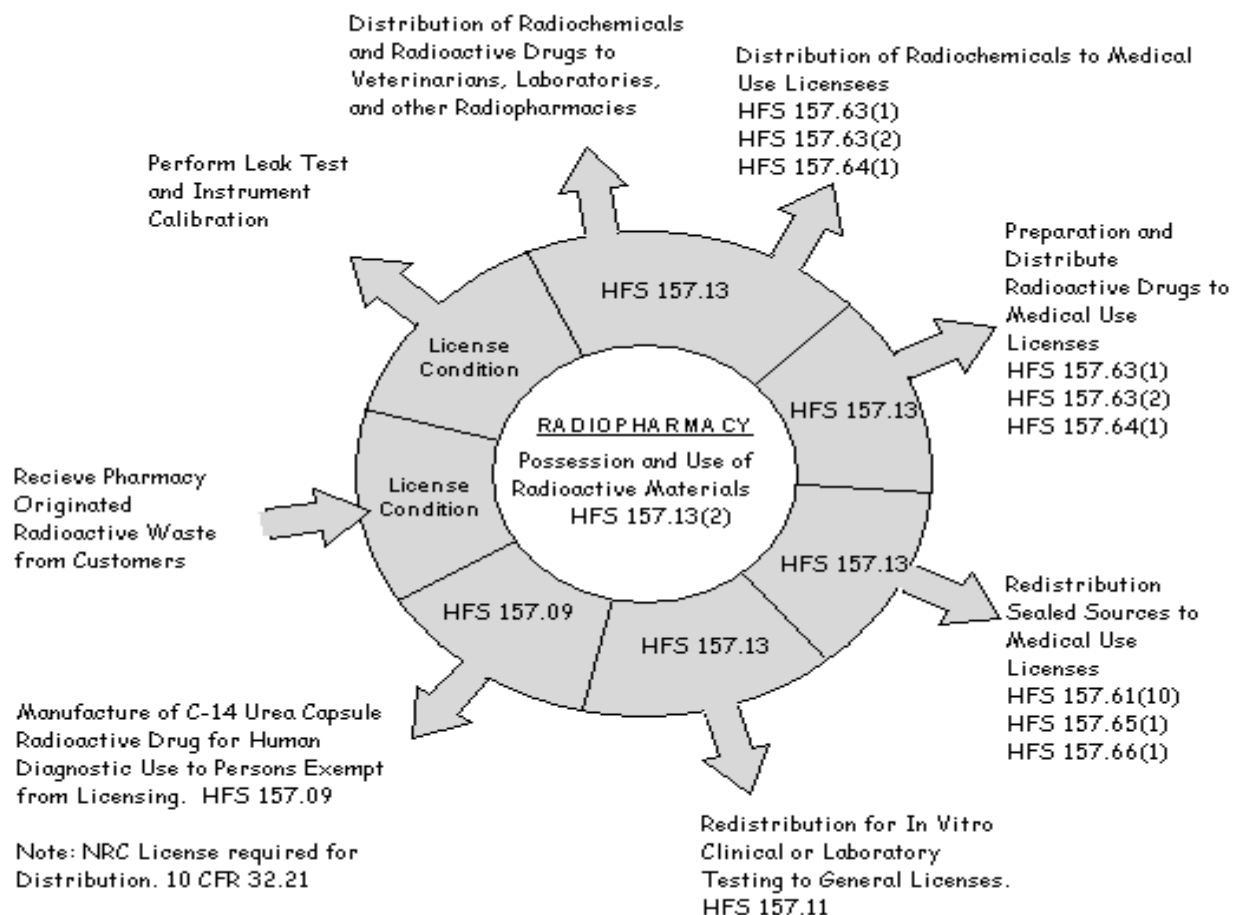 Distribution of Radiochemicals
and Radioactive Drugs to
Veterinarians, Laboratories,
and other Radiopharmacies
Distribution of Radiochemicals to Medical
Use Licensees
HFS 157.63(1)
HFS 157.63(2)
HFS 157.64(1)
Perform Leak Test
and Instrument
Calibration
Preparation and
Distribute
Radioactive Drugs to
Medical Use
Licenses
HFS 157.63(1)
HFS 157.63(2)
HFS 157.64(1)
HFS 157.13
License
Condition
HFS 157.13
RADIOPHARMACY
Possession and Use of
Radioactive Materials
HFS 157.13(2)
Recieve Pharmacy
Originated
Radioactive Waste
from Customers
License
Condition
HFS 157.13
HFS 157.09
HFS 157.13
Redistribution
Sealed Sources to
Medical Use
Licenses
HFS 157.61(10)
HFS 157.65(1)
HFS 157.66(1)
Manufacture of C-14 Urea Capsule
Radioactive Drug for Human
Diagnostic Use to Persons Exempt
from Licensing. HFS 157.09
Note: NRC License required for
Distribution. 10 CFR 32.21
Redistribution for In Vitro
Clinical or Laboratory
Testing to General Licenses.
HFS 157.11